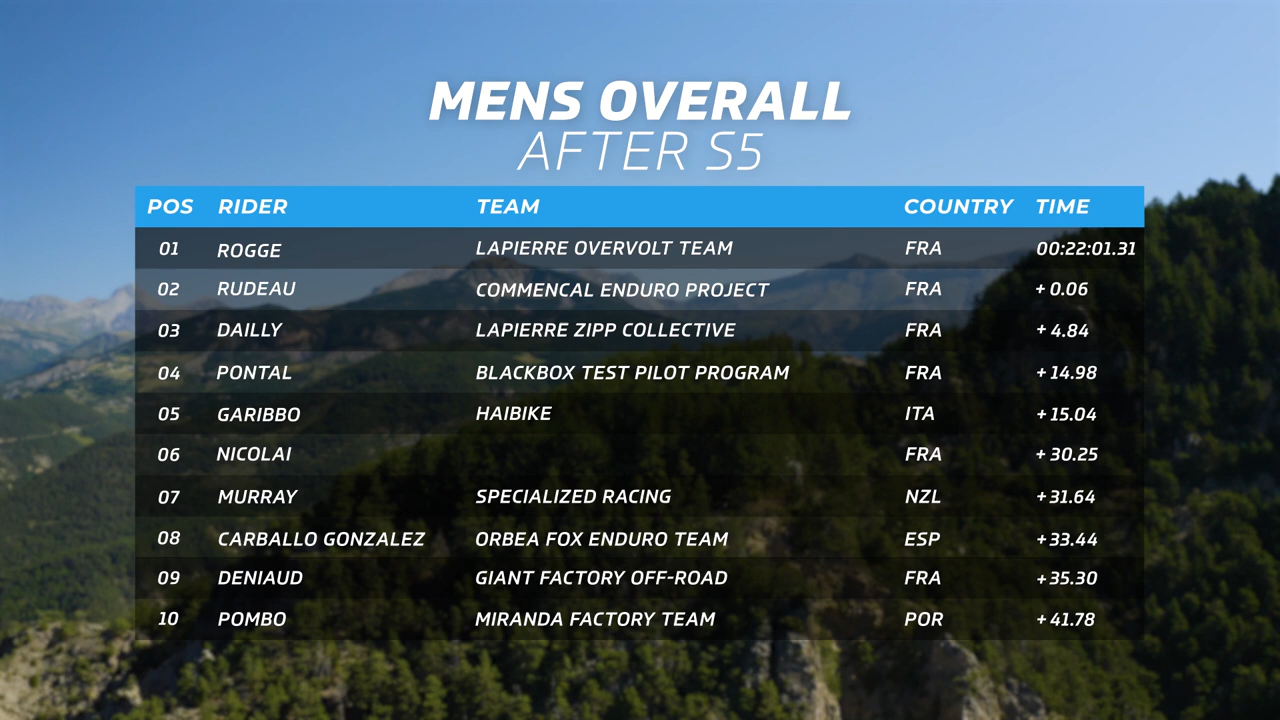 MENS OVERALL
AFTER S5
POS RIDER TEAM COUNTRY TIME
01 ROGGE LAPIERRE OVERVOLT TEAM FRA 00:22:01.31
02 RUDEAU COMMENCAL ENDURO PROJECT FRA + 0.06
03 DAILLY LAPIERRE ZIPP COLLECTIVE FRA + 4.84
04 PONTAL BLACKBOX TEST PILOT PROGRAM FRA + 14.98
05 GARIBBO HAIBIKE ITA + 15.04
06 NICOLAI FRA + 30.25
07 MURRAY SPECIALIZED RACING NZL + 31.64
08 CARBALLO GONZALEZ ORBEA FOX ENDURO TEAM ESP + 33.44
09 DENIAUD GIANT FACTORY OFF-ROAD FRA + 35.30
10 POMBO MIRANDA FACTORY TEAM POR + 41.78